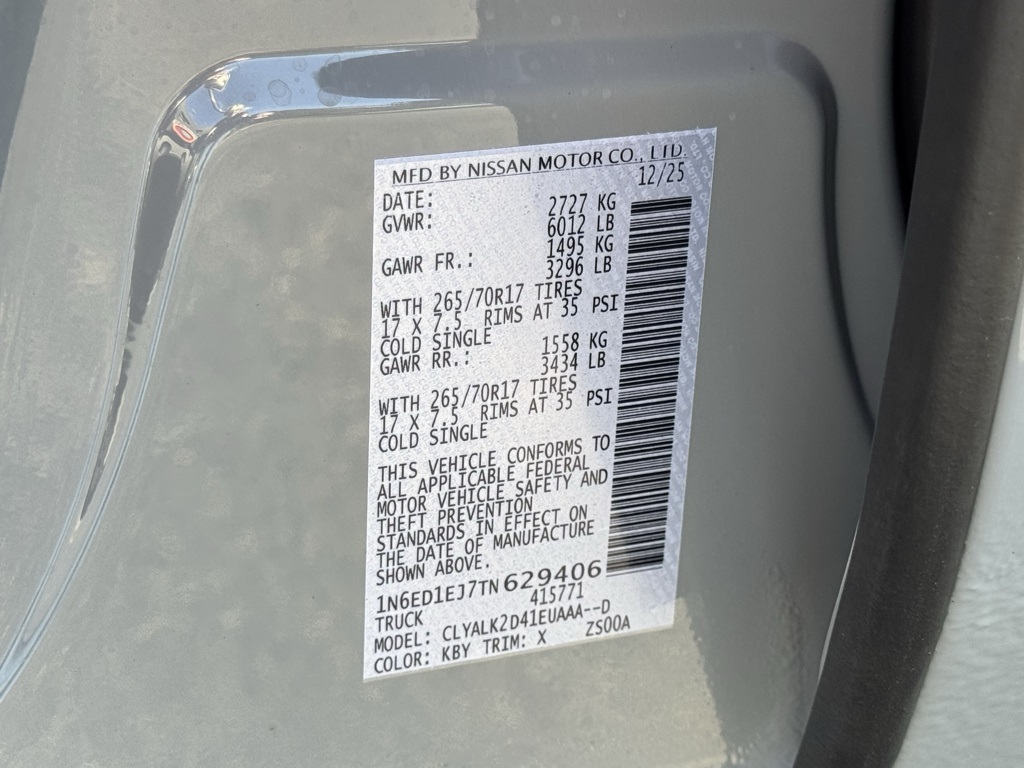 MFD BY NISSAN MOTOR CO., LTD.
DATE: 12/25
GVWR: 2727 KG
6012 LB
GAWR FR.: 1495 KG
3296 LB
WITH 265/70R17 TIRES
17 X 7.5 RIMS AT 35 PSI
COLD SINGLE
GAWR RR.: 1558 KG
3434 LB
WITH 265/70R17 TIRES
17 X 7.5 RIMS AT 35 PSI
COLD SINGLE
THIS VEHICLE CONFORMS TO
ALL APPLICABLE FEDERAL
MOTOR VEHICLE SAFETY AND
THEFT PREVENTION
STANDARDS IN EFFECT ON
THE DATE OF MANUFACTURE
SHOWN ABOVE.
1N6ED1EJ7TN629406
TRUCK 415771
MODEL: CLYALK2D41EUAAA--D
COLOR: KBY TRIM: X ZS00A